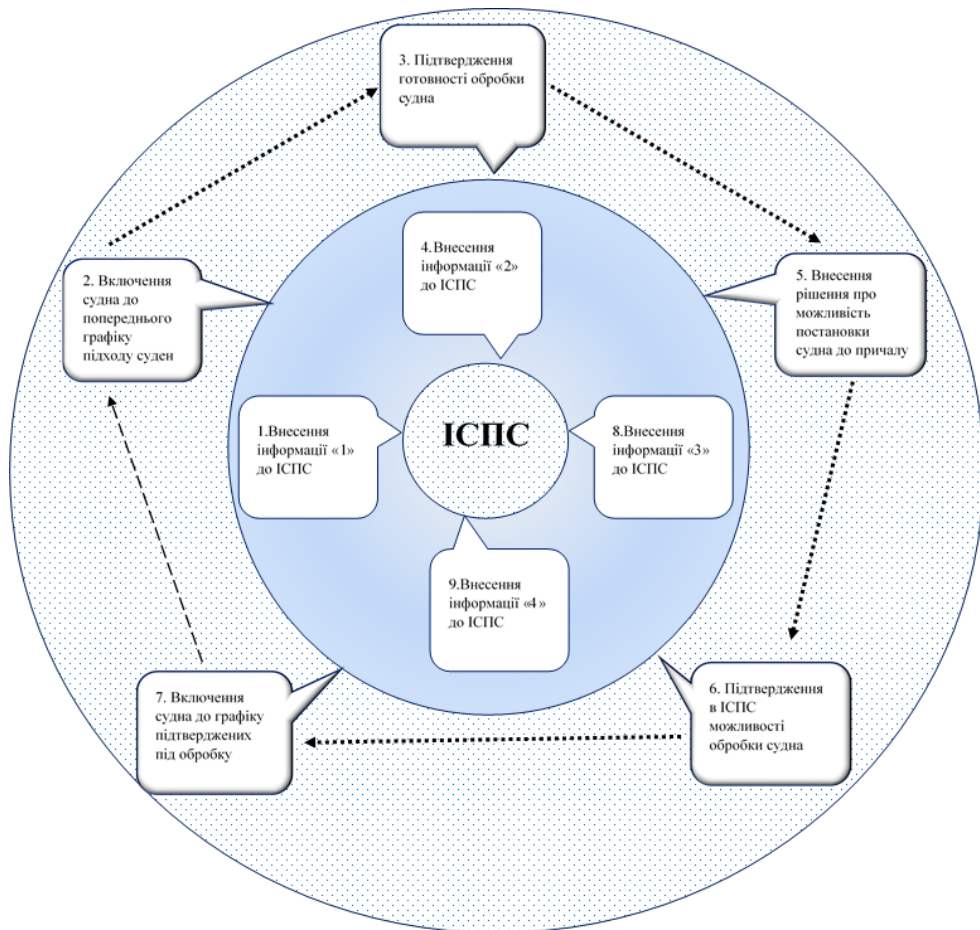 3. Підтвердження
готовності обробки
судна
4.Внесення
інформації «2»
до ІСПС
2. Включення
судна до
попереднього
графіку
підходу суден
5. Внесення
рішення про
можливість
постановки
судна до причалу
1.Внесення
інформації «1»
до ІСПС
ІСПС
8.Внесення
інформації «3»
до ІСПС
9.Внесення
інформації «4»
до ІСПС
7. Включення
судна до графіку
підтверджених
під обробку
6. Підтвердження
в ІСПС
можливості
обробки судна